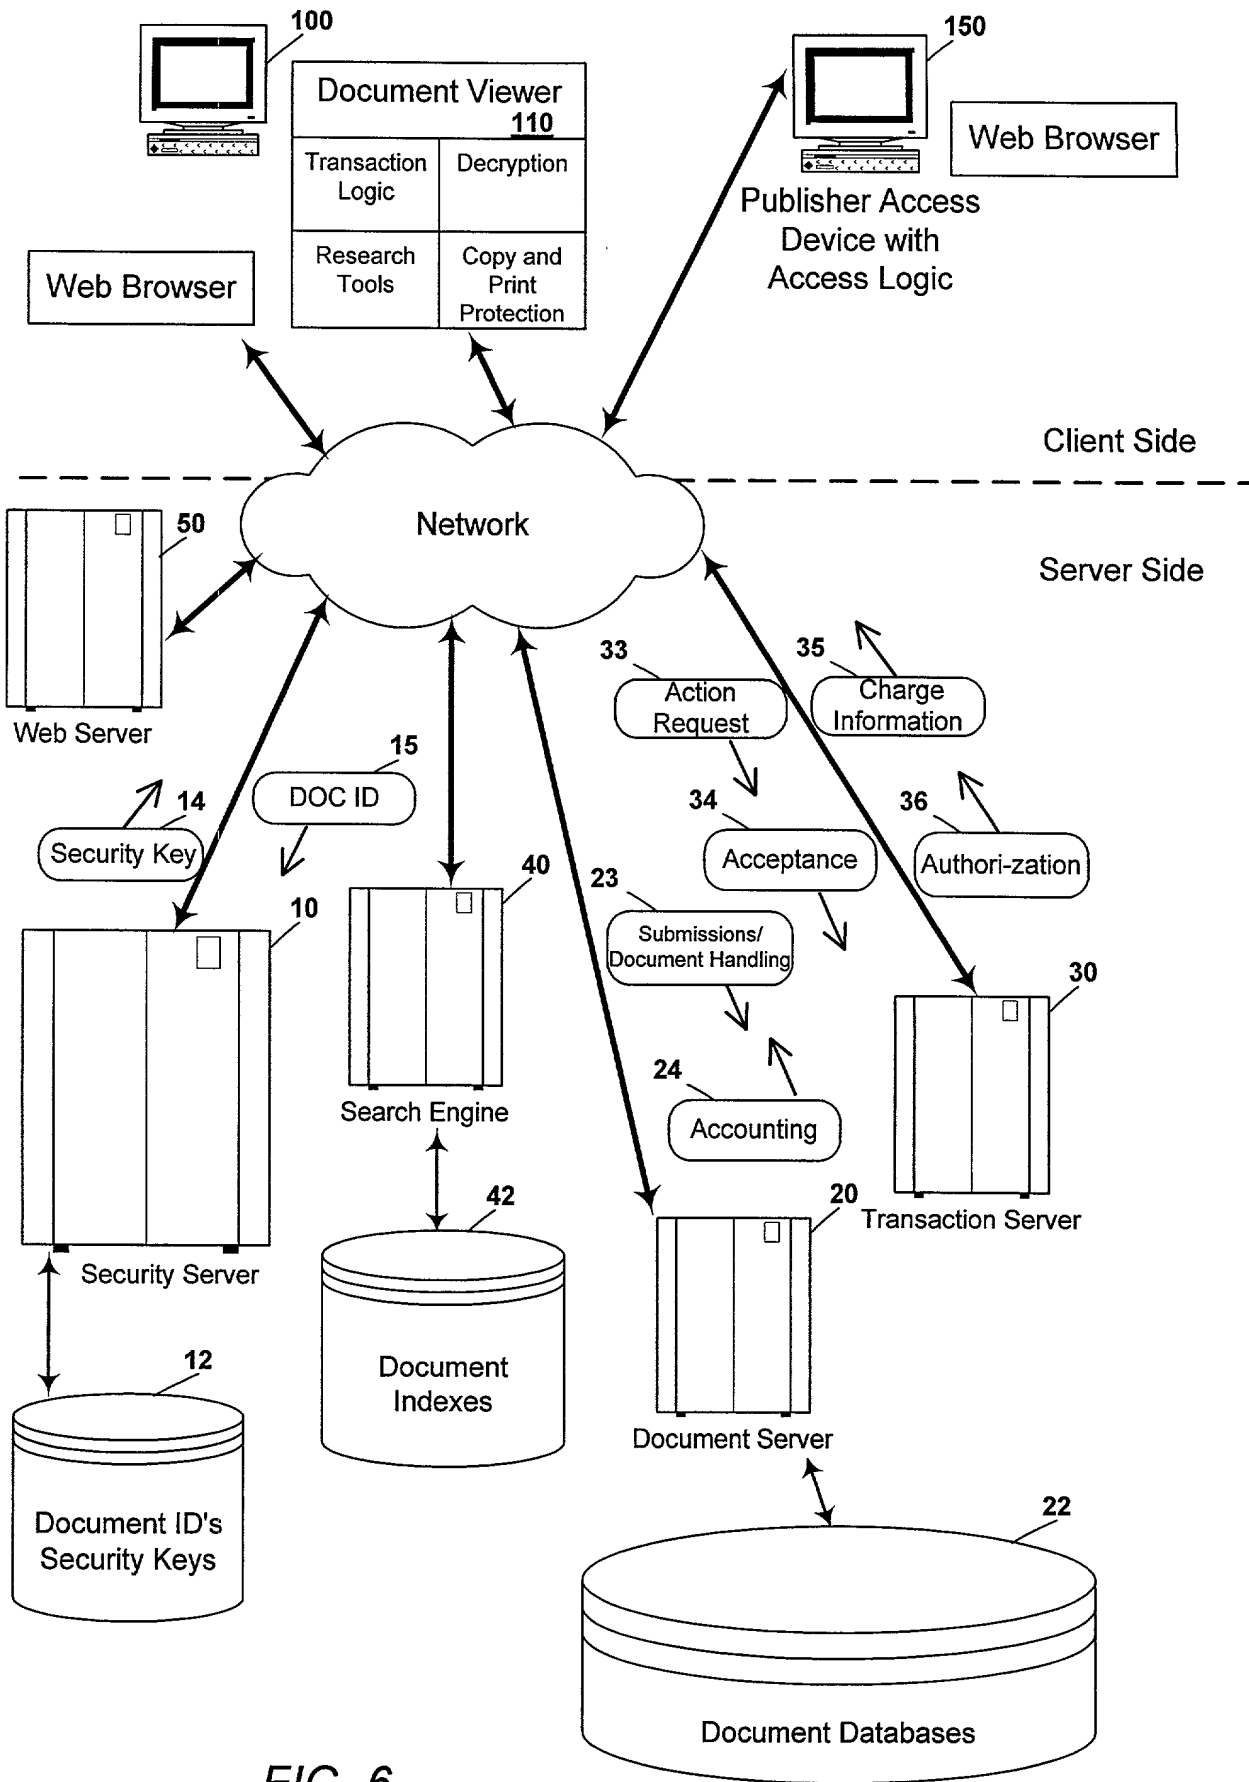 100
150
Document Viewer
110
Transaction
Logic
Decryption
Research
Tools
Copy and
Print
Protection
Web Browser
Web Browser
Publisher Access
Device with
Access Logic
Client Side
Network
Server Side
50
Web Server
33
Action
Request
35
Charge
Information
15
DOC ID
14
Security Key
34
Acceptance
36
Authori-zation
10
40
23
Submissions/
Document Handling
30
Search Engine
24
Accounting
42
20
Transaction Server
Security Server
12
Document
Indexes
Document Server
Document ID's
Security Keys
22
Document Databases
FIG. 6